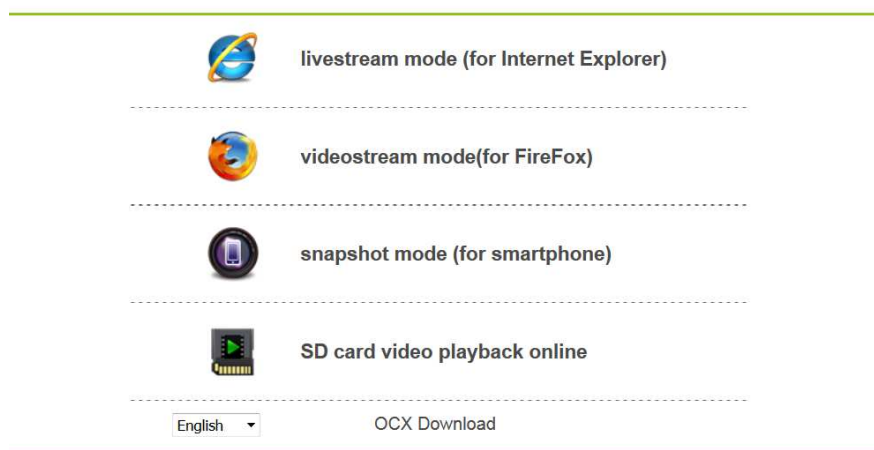 livestream mode (for Internet Explorer)
videostream mode(for FireFox)
snapshot mode (for smartphone)
SD card video playback online
English
OCX Download